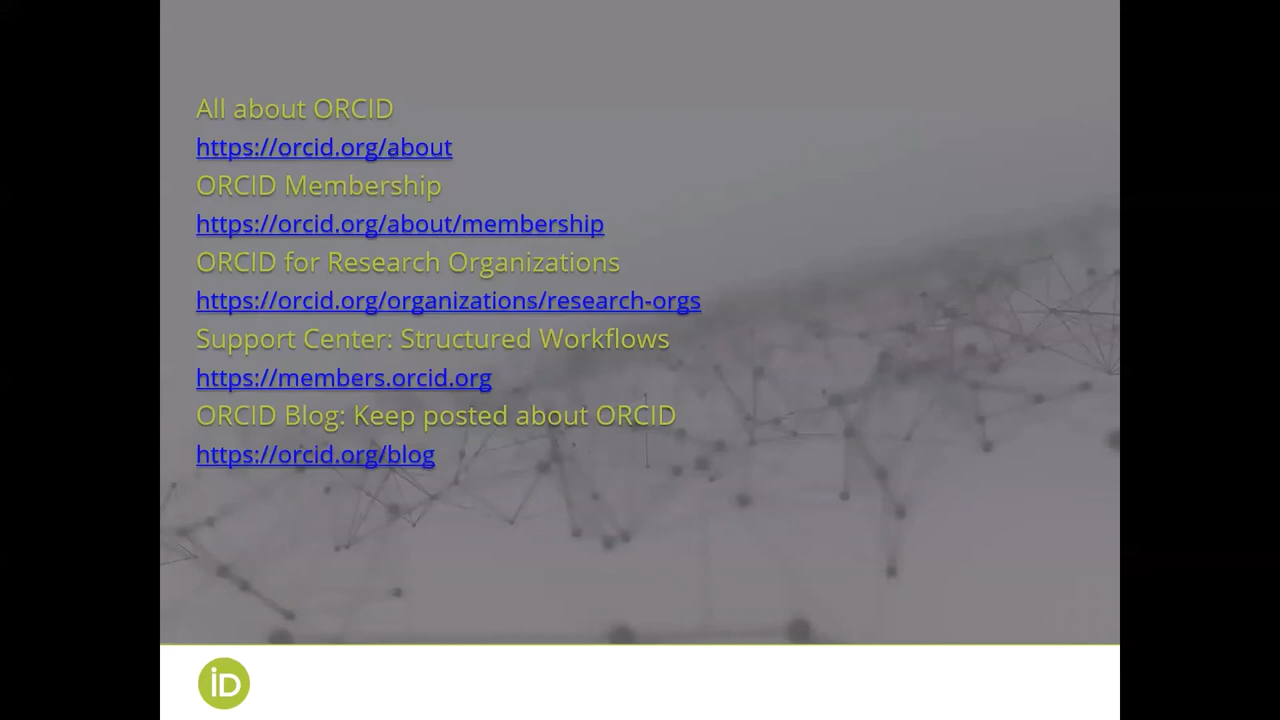 All about ORCID
https://orcid.org/about
ORCID Membership
https://orcid.org/about/membership
ORCID for Research Organizations
https://orcid.org/organizations/research-orgs
Support Center: Structured Workflows
https://members.orcid.org
ORCID Blog: Keep posted about ORCID
https://orcid.org/blog
iD